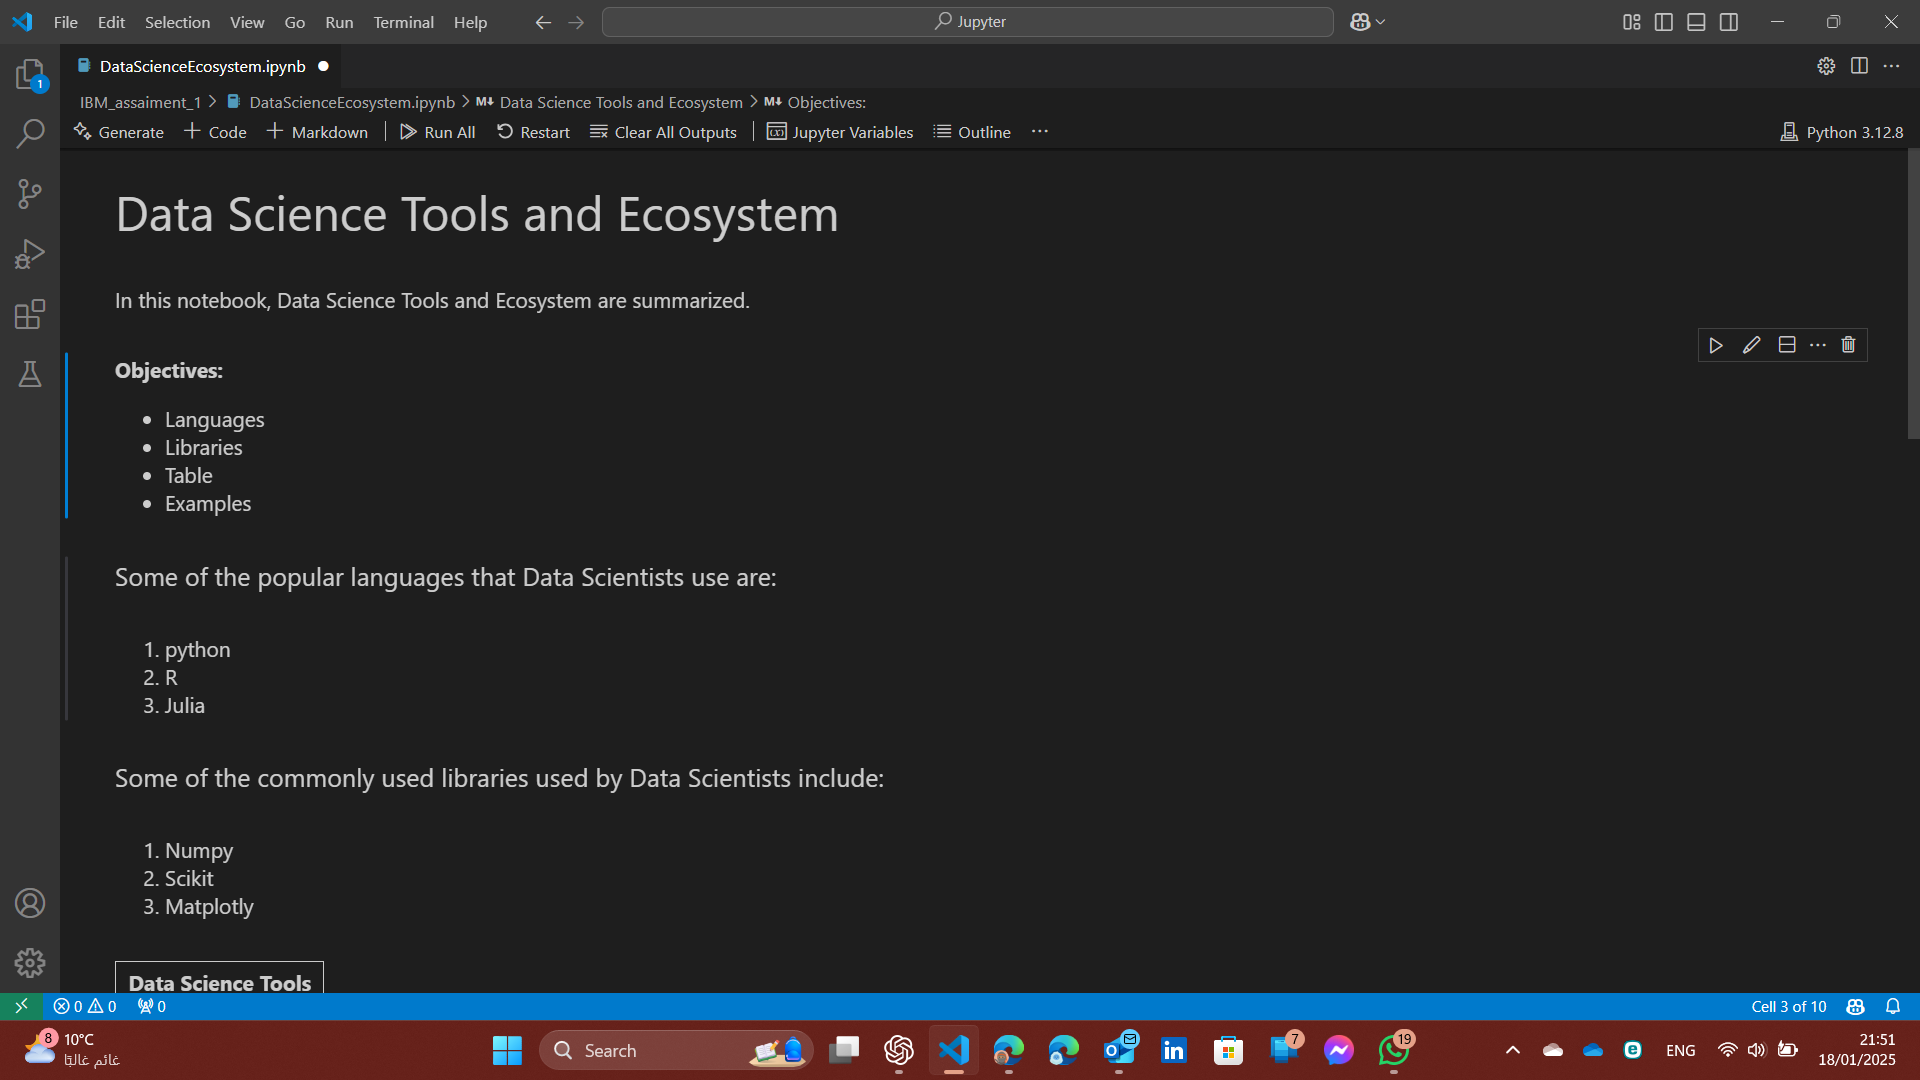 File Edit Selection View Go Run Terminal Help
Jupyter
DataScienceEcosystem.ipynb
1
IBM_assaiment_1 > DataScienceEcosystem.ipynb > M↓ Data Science Tools and Ecosystem > M↓ Objectives:
Generate + Code + Markdown Run All Restart Clear All Outputs Jupyter Variables Outline ... Python 3.12.8
Data Science Tools and Ecosystem
In this notebook, Data Science Tools and Ecosystem are summarized.
Objectives:
• Languages
• Libraries
• Table
• Examples
Some of the popular languages that Data Scientists use are:
1. python
2. R
3. Julia
Some of the commonly used libraries used by Data Scientists include:
1. Numpy
2. Scikit
3. Matplotly
Data Science Tools
0 0 0 Cell 3 of 10
8 10°C
غائم غالبًا
Search
7
19
ENG
21:51
18/01/2025